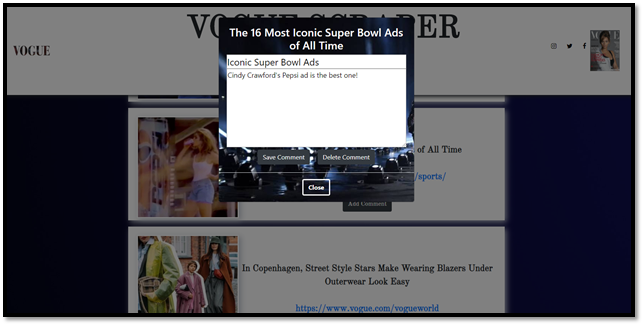 VOGUE SCRAPER
VOGUE
VOGUE
The 16 Most Iconic Super Bowl Ads
of All Time
Iconic Super Bowl Ads
Cindy Crawford's Pepsi ad is the best one!
Save Comment
Delete Comment
Close
of All Time
/sports/
Add Comment
In Copenhagen, Street Style Stars Make Wearing Blazers Under
Outerwear Look Easy
https://www.vogue.com/vogueworld